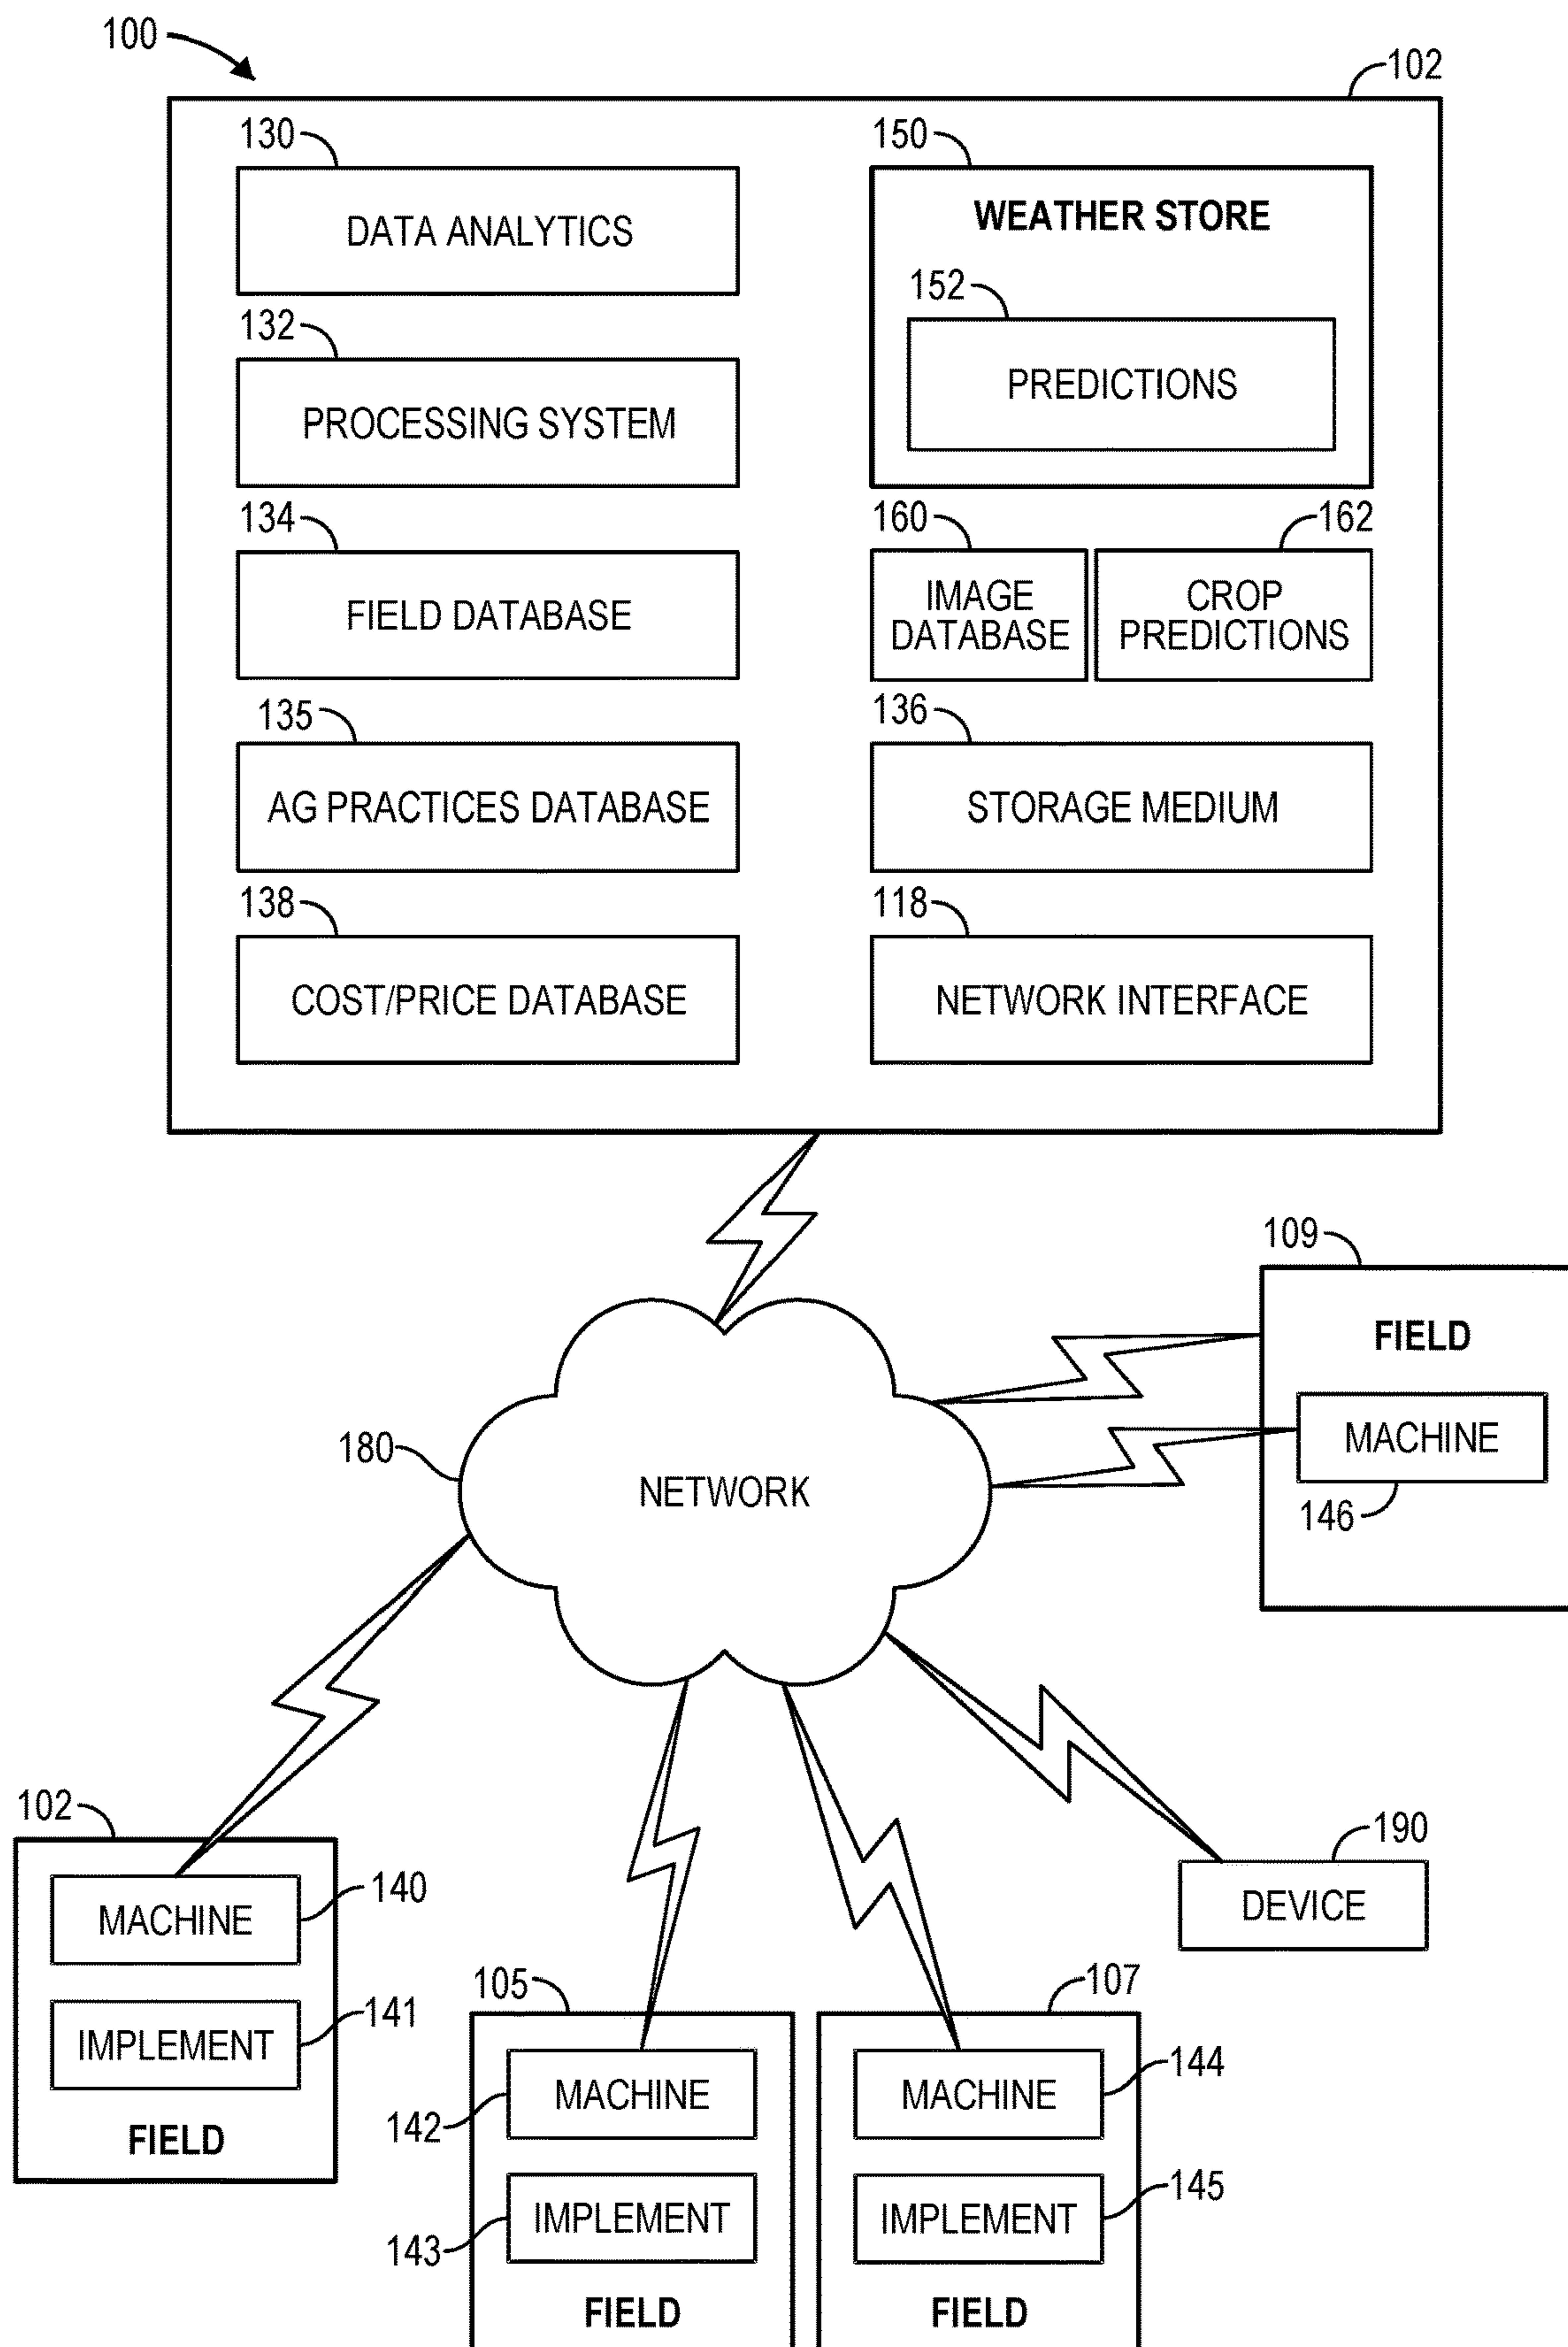 100
102
130
150
DATA ANALYTICS
WEATHER STORE
152
132
PREDICTIONS
PROCESSING SYSTEM
134
160
162
FIELD DATABASE
IMAGE
DATABASE
CROP
PREDICTIONS
135
136
AG PRACTICES DATABASE
STORAGE MEDIUM
138
118
COST/PRICE DATABASE
NETWORK INTERFACE
109
FIELD
MACHINE
146
180
NETWORK
102
140
MACHINE
141
IMPLEMENT
FIELD
190
DEVICE
105
142
MACHINE
143
IMPLEMENT
FIELD
107
144
MACHINE
145
IMPLEMENT
FIELD